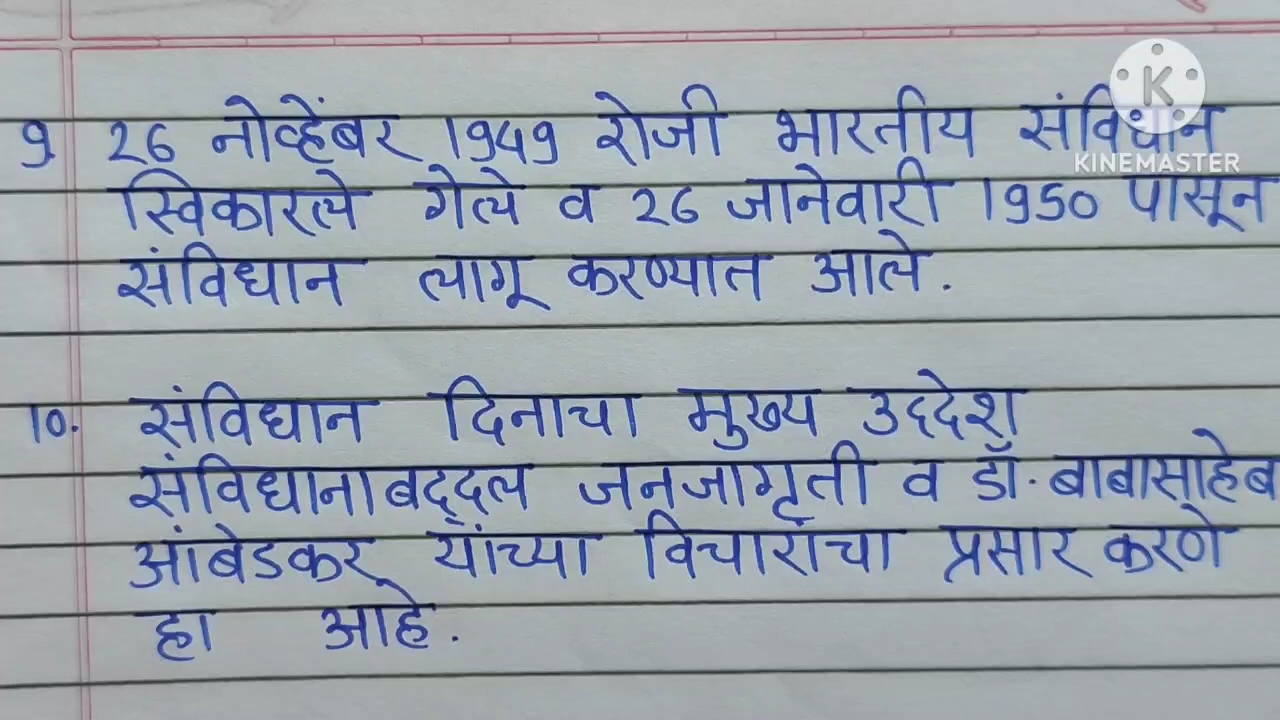 9 26 नोव्हेंबर 1949 रोजी भारतीय संविधान
KINEMASTER
स्विकारले गेले व 26 जानेवारी 1950 पासून
संविधान लागू करण्यात आले.
10. संविधान दिनाचा मुख्य उद्देश
संविधानाबद्दल जनजागृती व डॉ. बाबासाहेब
आंबेडकर यांच्या विचारांचा प्रसार करणे
हा आहे.